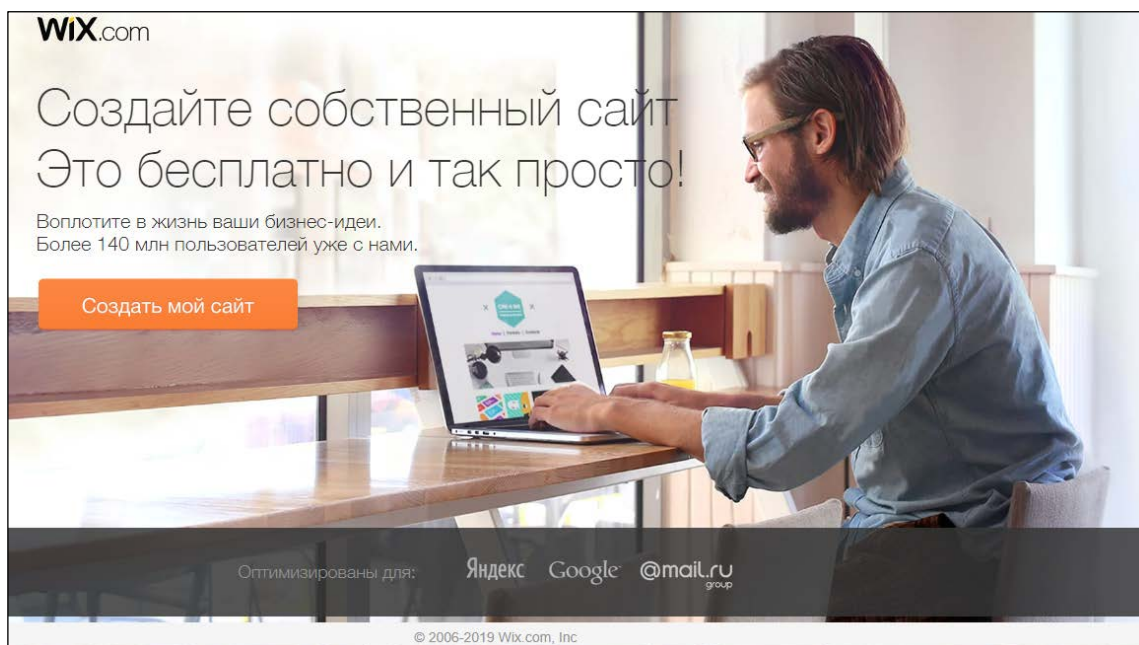 WiX.com
Создайте собственный сайт
Это бесплатно и так просто!
Воплотите в жизнь ваши бизнес-идеи.
Более 140 млн пользователей уже с нами.
Создать мой сайт
Оптимизированы для:
Яндекс Google @mail.ru
group
© 2006-2019 Wix.com, Inc